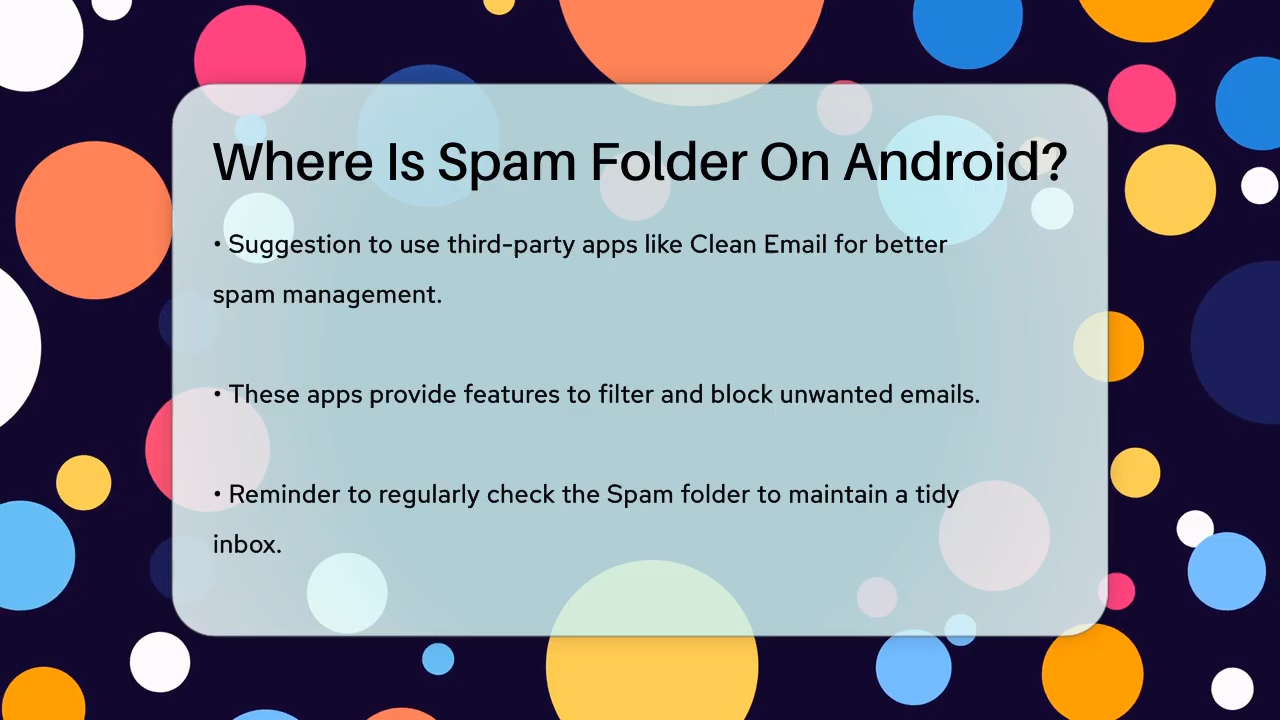 Where Is Spam Folder On Android?
• Suggestion to use third-party apps like Clean Email for better
spam management.
• These apps provide features to filter and block unwanted emails.
• Reminder to regularly check the Spam folder to maintain a tidy
inbox.